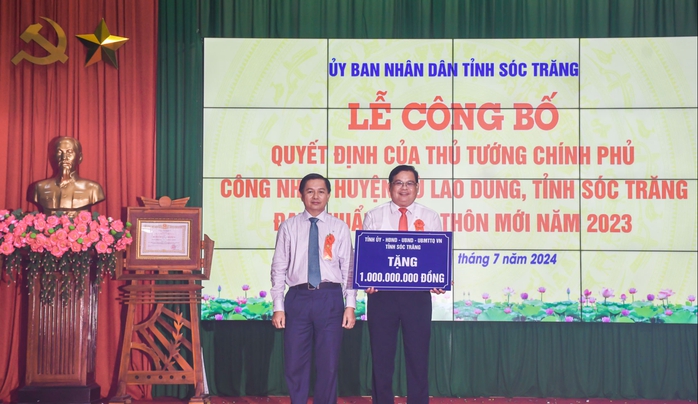 ỦY BAN NHÂN DÂN TỈNH SÓC TRĂNG
LỄ CÔNG BỐ
QUYẾT ĐỊNH CỦA THỦ TƯỚNG CHÍNH PHỦ
CÔNG NH HUYỆN LAO DUNG, TỈNH SÓC TRĂNG
ĐẠ HUẨ THÔN MỚI NĂM 2023
tháng 7 năm 2024
TỈNH ỦY - HĐND - UBND - UBMTTQ VN
TỈNH SÓC TRĂNG
TẶNG
1.000.000.000 ĐỒNG